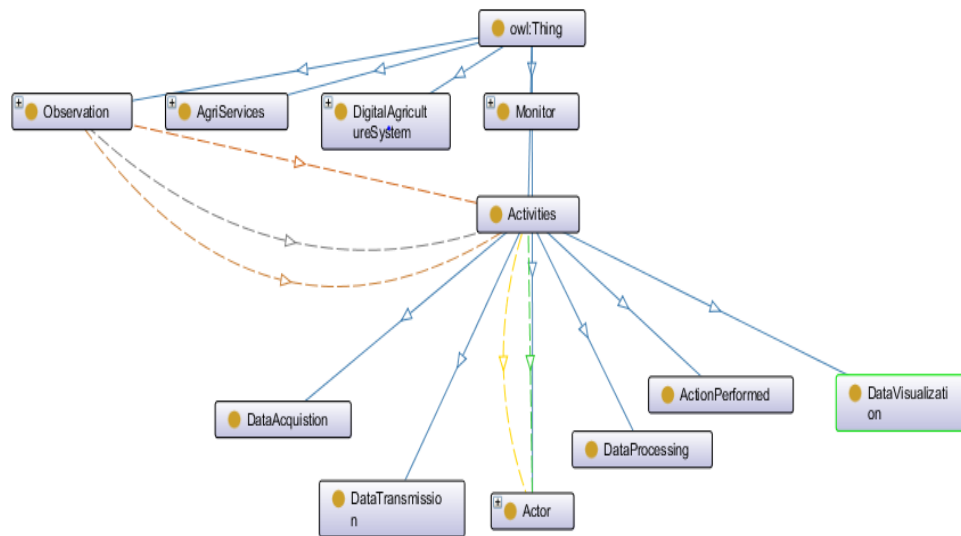 owl:Thing
Observation
AgriServices
DigitalAgricult
ureSystem
Monitor
Activities
DataAcquistion
DataTransmissio
n
Actor
DataProcessing
ActionPerformed
DataVisualizati
on